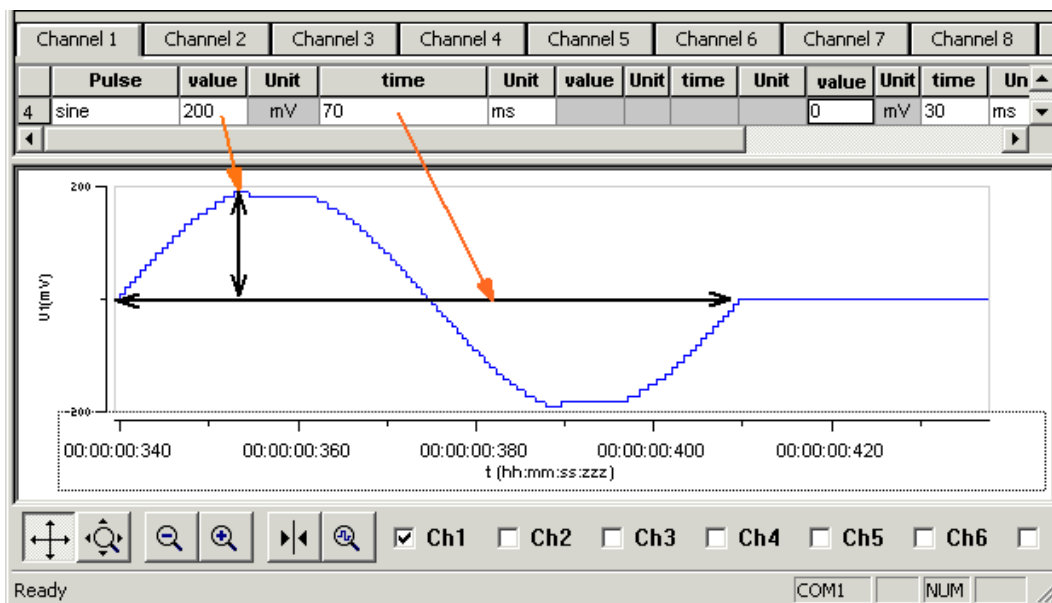 Channel 1 Channel 2 Channel 3 Channel 4 Channel 5 Channel 6 Channel 7 Channel 8
Pulse value Unit time Unit value Unit time Unit value Unit time Un
4 sine 200 mV 70 ms 0 mV 30 ms
200
U1(mV)
-200
00:00:00:340 00:00:00:360 00:00:00:380 00:00:00:400 00:00:00:420
t (hh:mm:ss:zzz)
Ch1 Ch2 Ch3 Ch4 Ch5 Ch6
Ready COM1 NUM